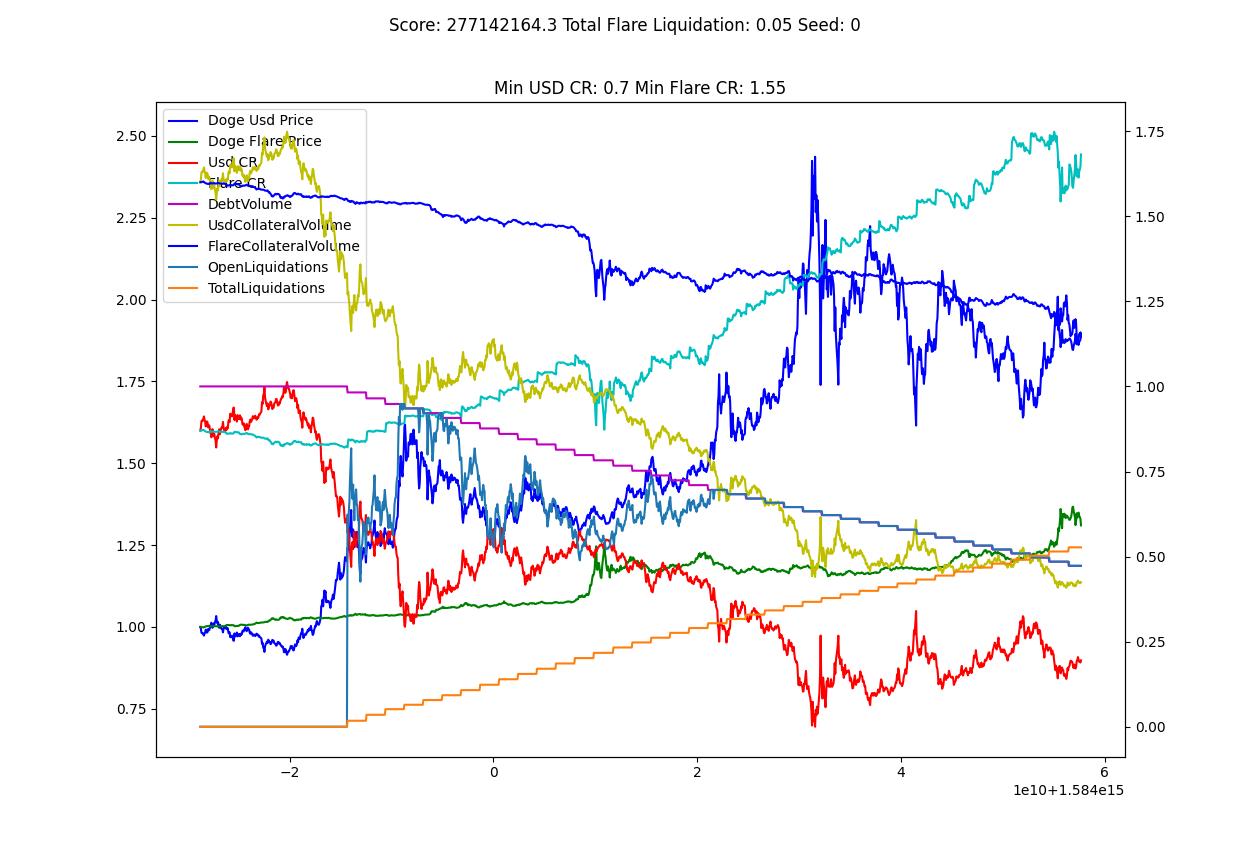 Score: 277142164.3 Total Flare Liquidation: 0.05 Seed: 0
Min USD CR: 0.7 Min Flare CR: 1.55
Doge Usd Price
Doge Flare Price
Usd CR
Flare CR
DebtVolume
UsdCollateralVolume
FlareCollateralVolume
OpenLiquidations
TotalLiquidations
2.50
2.25
2.00
1.75
1.50
1.25
1.00
0.75
1.75
1.50
1.25
1.00
0.75
0.50
0.25
0.00
−2 0 2 4 6
1e10+1.584e15